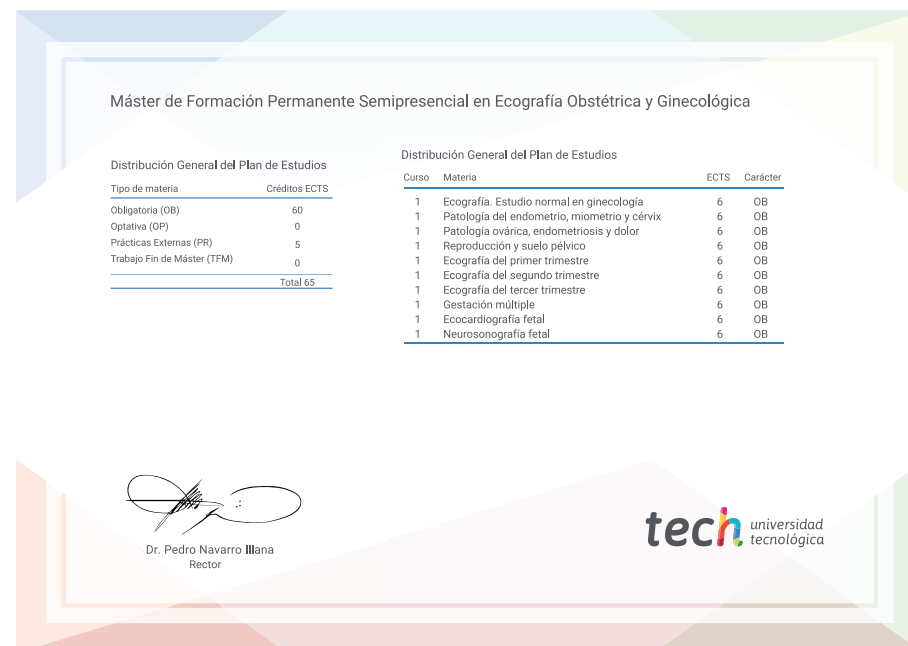 Máster de Formación Permanente Semipresencial en Ecografía Obstétrica y Ginecológica
Distribución General del Plan de Estudios
Tipo de materia Créditos ECTS
Obligatoria (OB) 60
Optativa (OP) 0
Prácticas Externas (PR) 5
Trabajo Fin de Máster (TFM) 0
Total 65
Distribución General del Plan de Estudios
Curso Materia ECTS Carácter
1 Ecografía. Estudio normal en ginecología 6 OB
1 Patología del endometrio, miometrio y cérvix 6 OB
1 Patología ovárica, endometriosis y dolor 6 OB
1 Reproducción y suelo pélvico 6 OB
1 Ecografía del primer trimestre 6 OB
1 Ecografía del segundo trimestre 6 OB
1 Ecografía del tercer trimestre 6 OB
1 Gestación múltiple 6 OB
1 Ecocardiografía fetal 6 OB
1 Neurosonografía fetal 6 OB
Dr. Pedro Navarro Illana
Rector
tech universidad
tecnológica